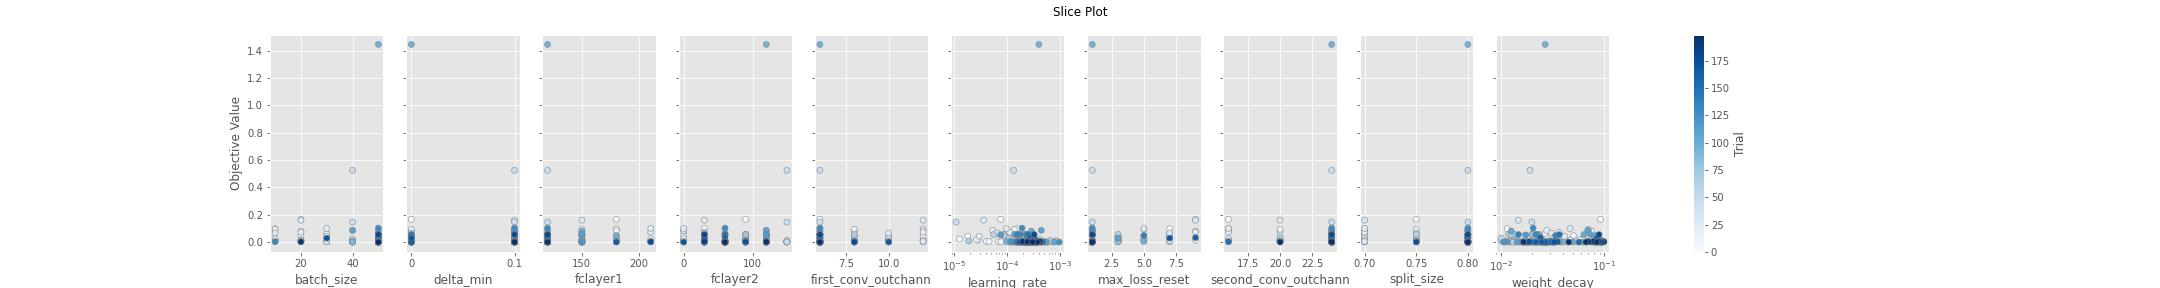 Slice Plot
Objective Value
1.4
1.2
1.0
0.8
0.6
0.4
0.2
0.0
20 40
batch_size
0 0.1
delta_min
150 200
fclayer1
0 100
fclayer2
7.5 10.0
first_conv_outchann
10^-5 10^-4 10^-3
learning_rate
2.5 5.0 7.5
max_loss_reset
17.5 20.0 22.5
second_conv_outchann
0.70 0.75 0.80
split_size
10^-2 10^-1
weight_decay
175
150
125
100
75
50
25
0
Trial